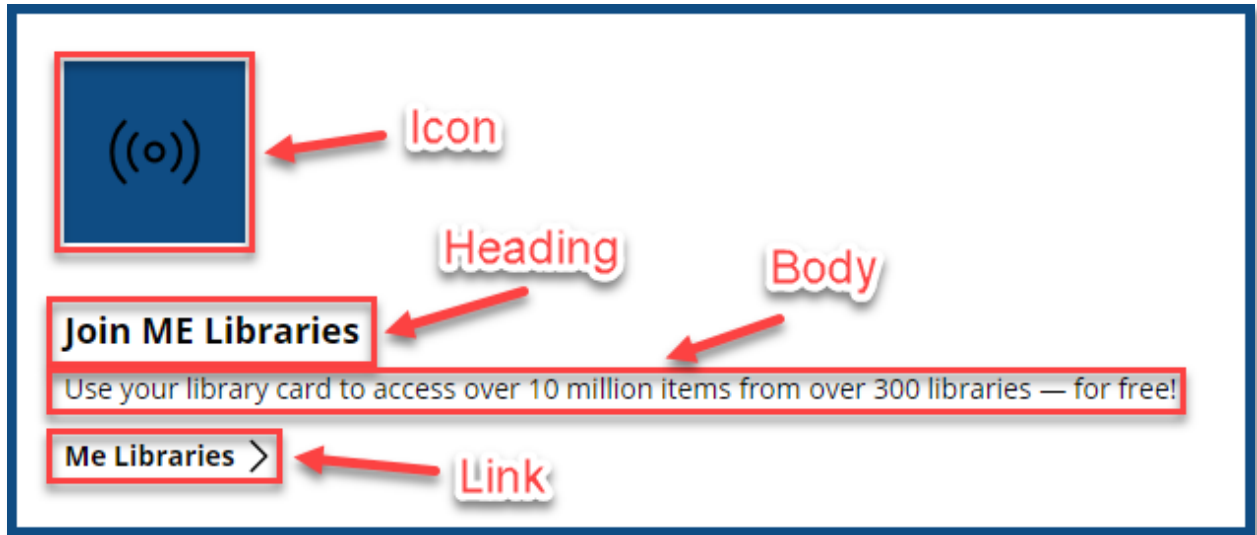 Icon
Heading
Body
Join ME Libraries
Use your library card to access over 10 million items from over 300 libraries — for free!
Me Libraries
Link